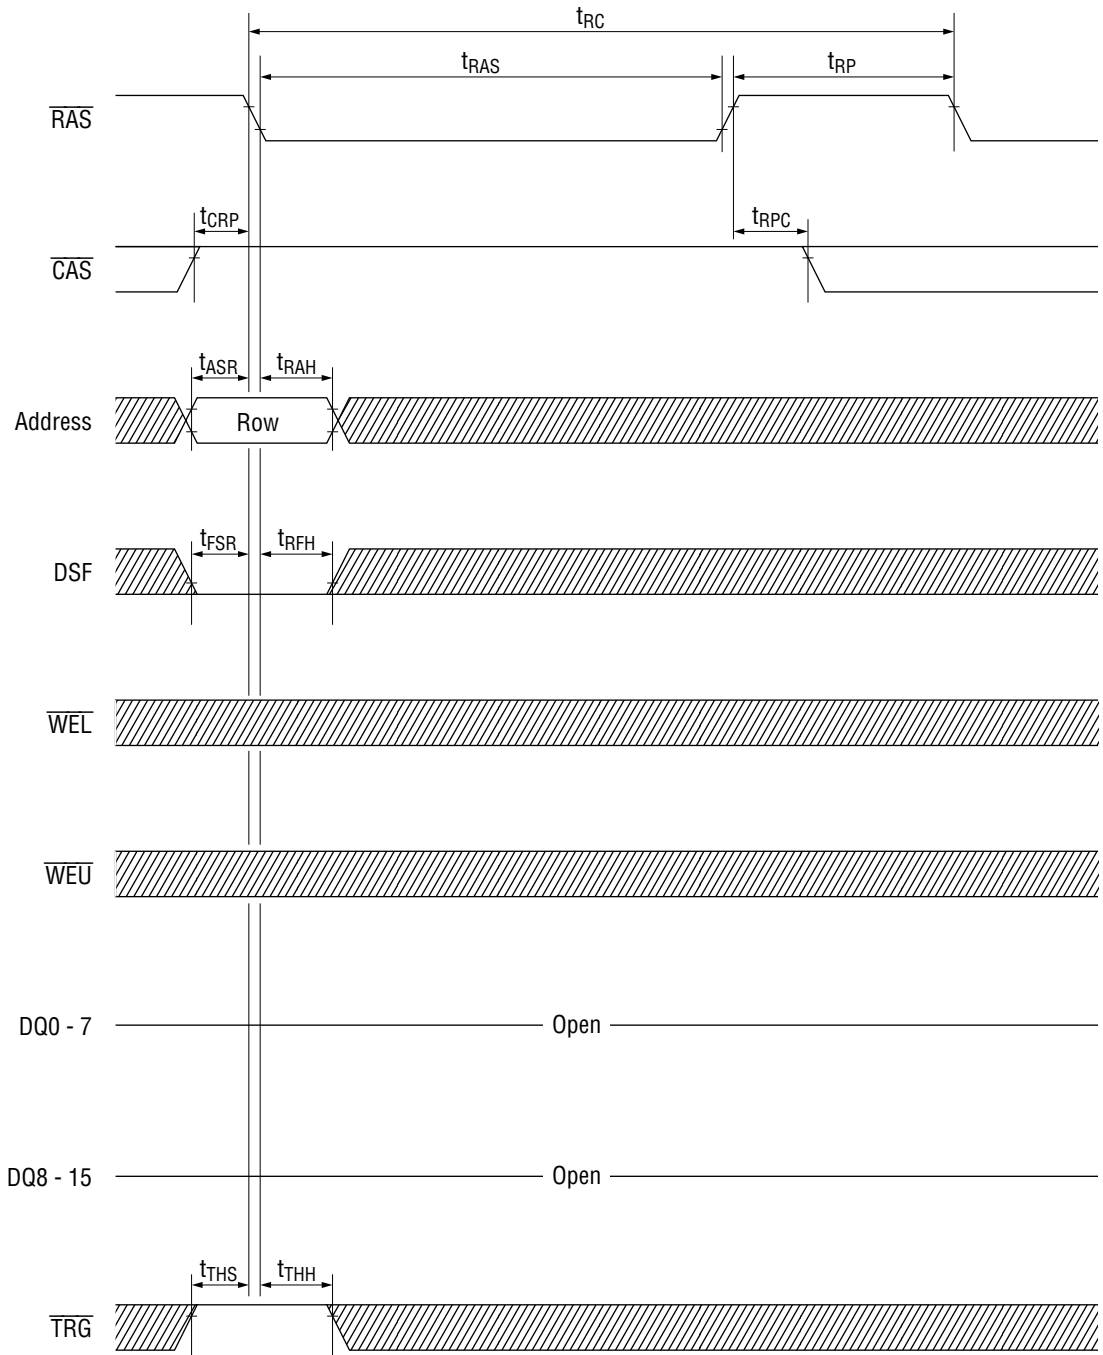 tRC
tRAS tRP
RAS
tCRP tRPC
CAS
tASR tRAH
Address Row
tFSR tRFH
DSF
WEL
WEU
DQ0 - 7 Open
DQ8 - 15 Open
tTHS tTHH
TRG